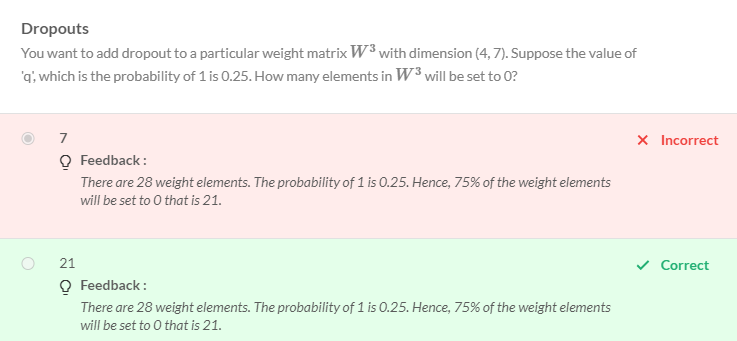 Dropouts
You want to add dropout to a particular weight matrix W³ with dimension (4, 7). Suppose the value of
'q', which is the probability of 1 is 0.25. How many elements in W³ will be set to 0?
7
Incorrect
Feedback :
There are 28 weight elements. The probability of 1 is 0.25. Hence, 75% of the weight elements
will be set to 0 that is 21.
21
Correct
Feedback :
There are 28 weight elements. The probability of 1 is 0.25. Hence, 75% of the weight elements
will be set to 0 that is 21.